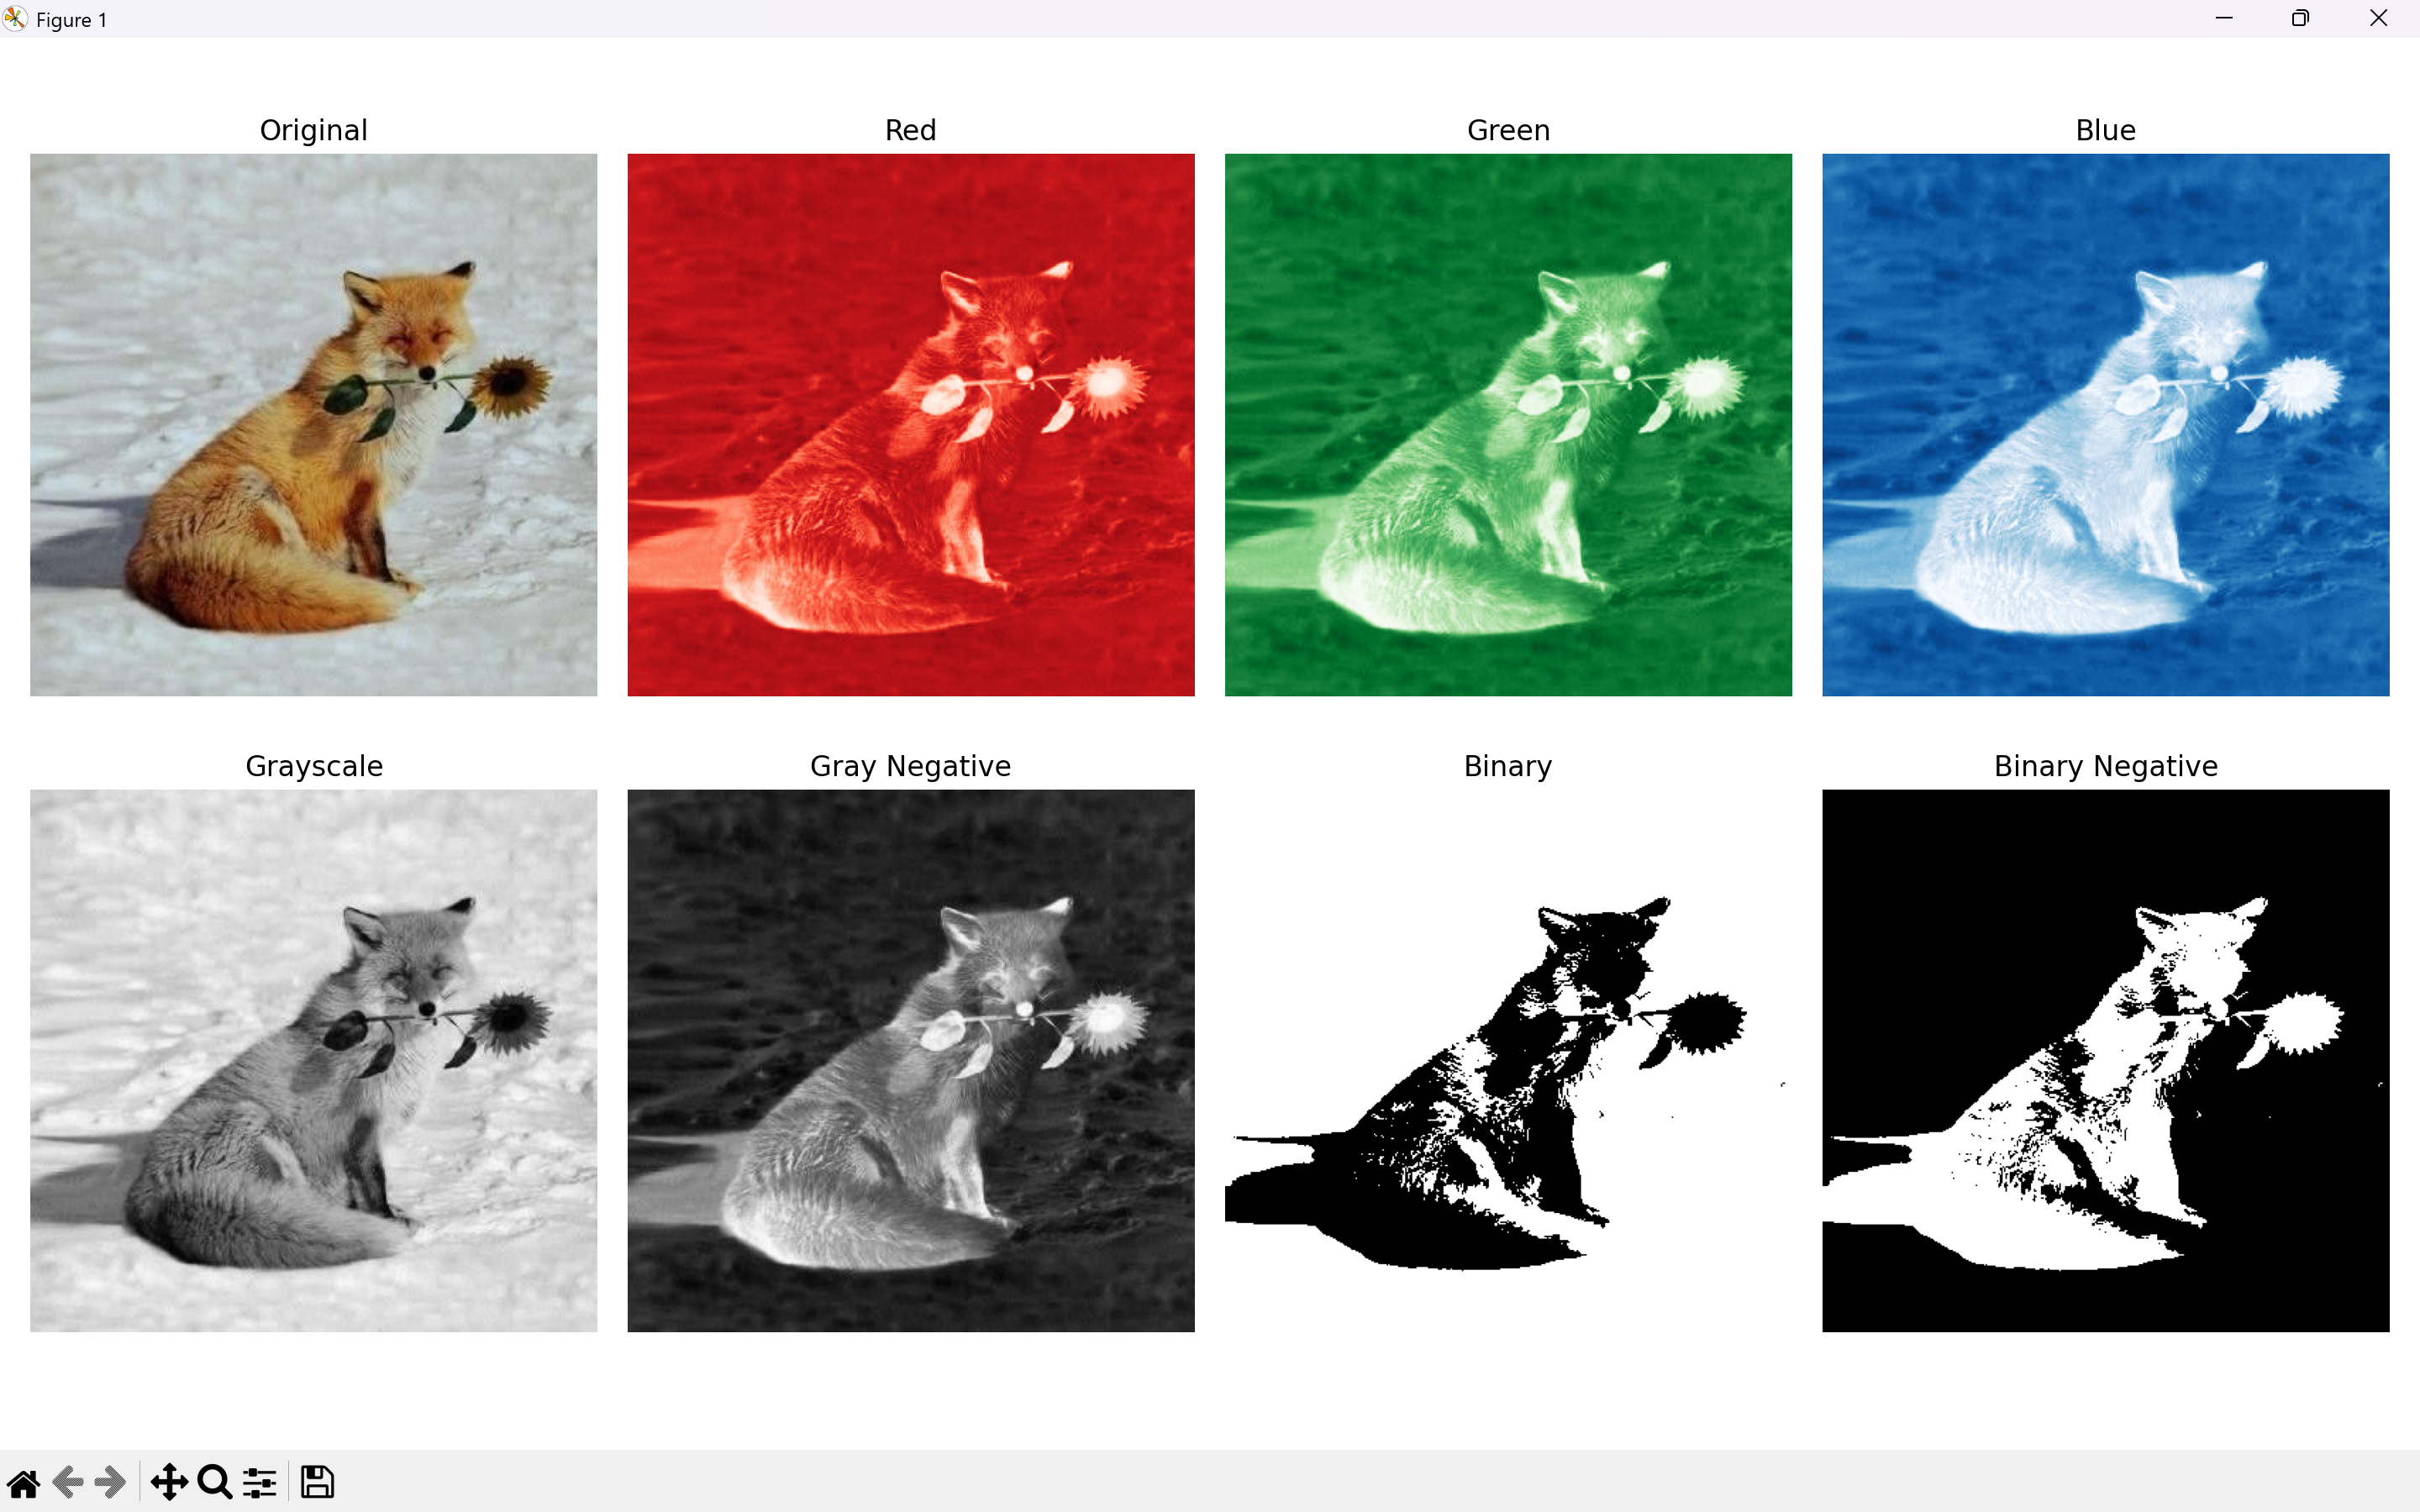 Figure 1
Original
Red
Green
Blue
Grayscale
Gray Negative
Binary
Binary Negative